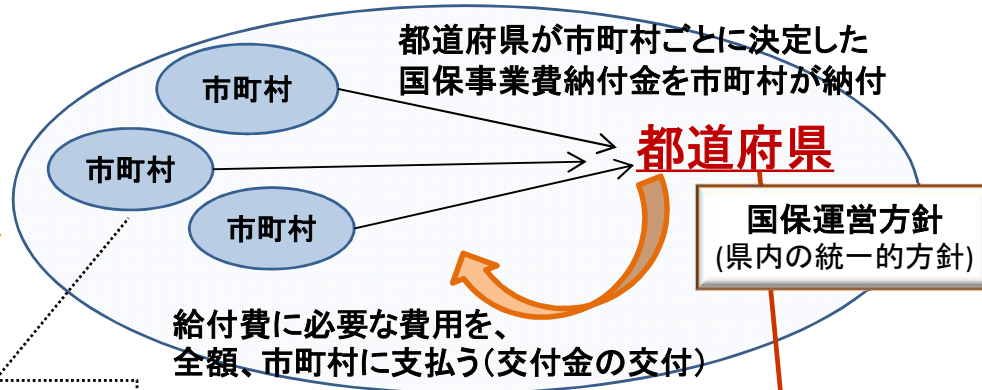 都道府県が市町村ごとに決定した
国保事業費納付金を市町村が納付
市町村
市町村
市町村
都道府県
国保運営方針
(県内の統一的方針)
給付費に必要な費用を、
全額、市町村に支払う(交付金の交付)